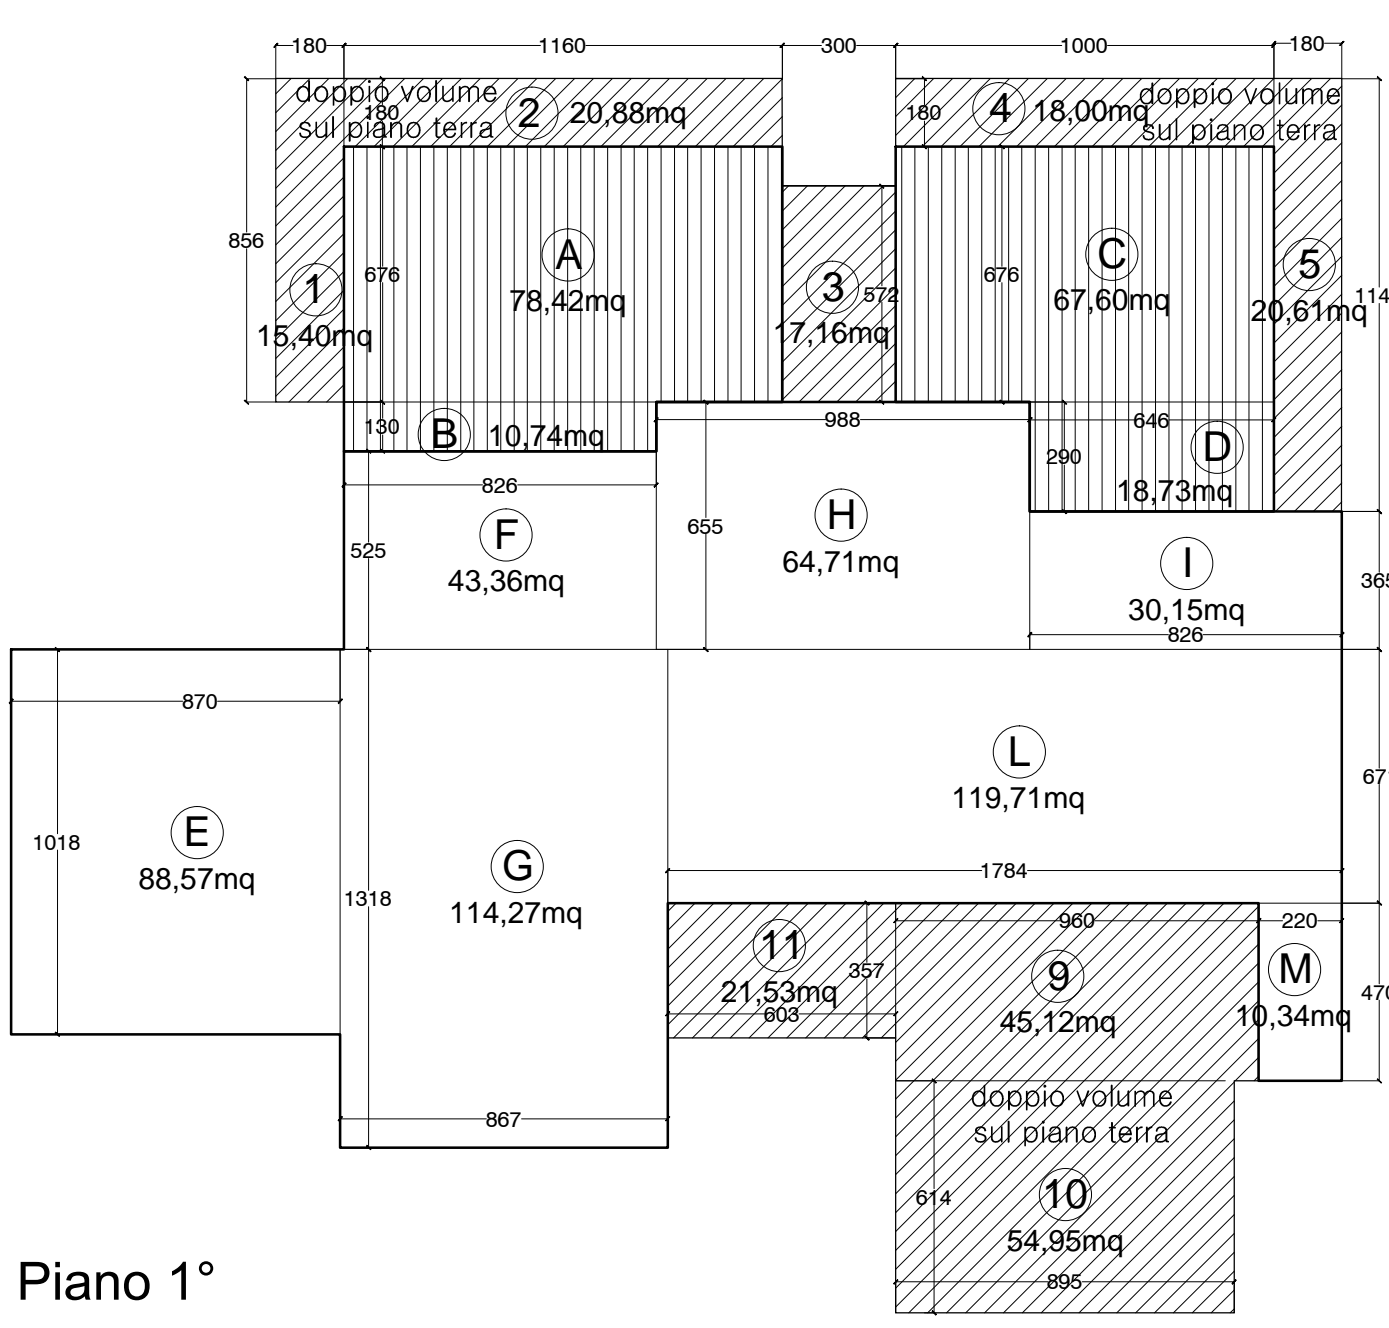 180 1160 300 1000 180
doppio volume
sul piano terra
180
2 20,88mq
180
4 18,00mq
doppio volume
sul piano terra
856
676
A
78,42mq
1
15,40mq
3
572
17,16mq
676
C
67,60mq
5
20,61mq
114
130
B 10,74mq
988
646
290
D
18,73mq
826
525
F
43,36mq
655
H
64,71mq
I
30,15mq
826
365
870
1018
E
88,57mq
1318
G
114,27mq
L
119,71mq
1784
67
960 220
11
21,53mq
603
357
9
45,12mq
M
10,34mq
470
867
doppio volume
sul piano terra
614
10
54,95mq
895
Piano 1°